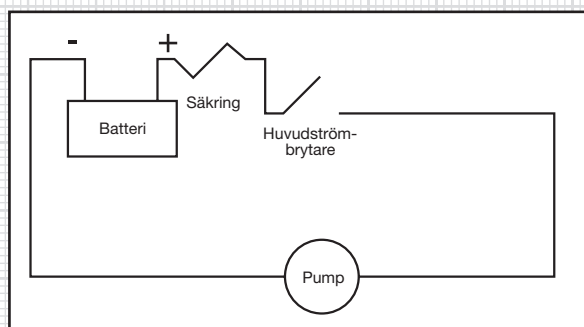 - +
Säkring
Batteri
Huvudström-
brytare
Pump